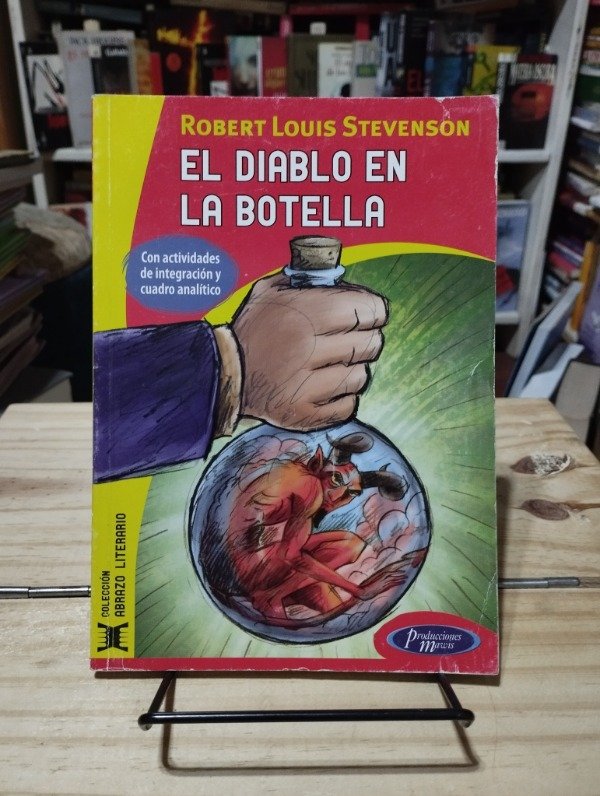 ROBERT LOUIS STEVENSON
EL DIABLO EN
LA BOTELLA
Con actividades
de integración y
cuadro analítico
COLECCIÓN
ABRAZO LITERARIO
Producciones
Mawis